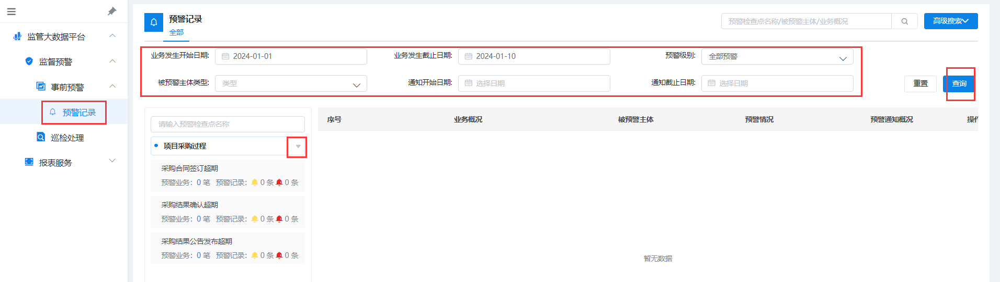 监管大数据平台
监督预警
事前预警
预警记录
巡检处理
报表服务
预警记录
全部
预警检查点名称/被预警主体/业务概况
高级搜索
业务发生开始日期: 2024-01-01
业务发生截止日期: 2024-01-10
预警级别: 全部预警
被预警主体类型: 类型
通知开始日期: 选择日期
通知截止日期: 选择日期
重置
查询
请输入预警检查点名称
项目采购过程
采购合同签订超期
预警业务: 0 笔 预警记录: 0 条 0 条
采购结果确认超期
预警业务: 0 笔 预警记录: 0 条 0 条
采购结果公告发布超期
预警业务: 0 笔 预警记录: 0 条 0 条
序号 业务概况 被预警主体 预警情况 预警通知概况 操
暂无数据